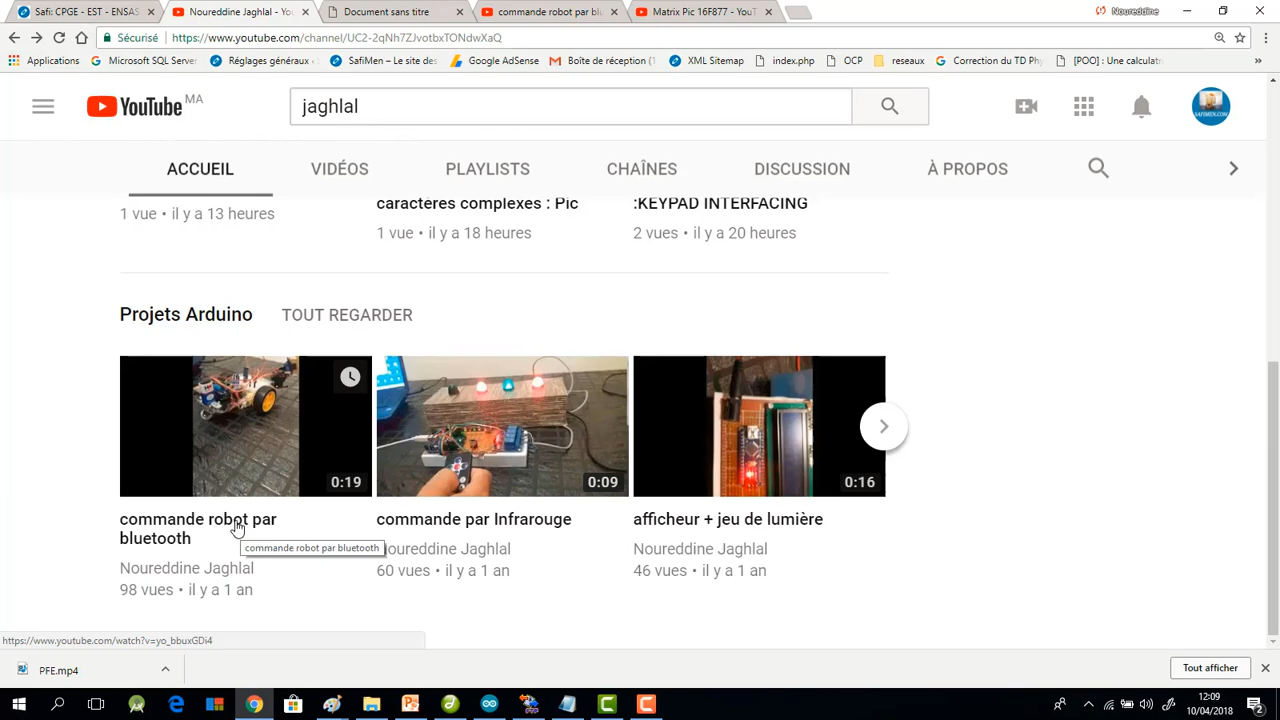 Safi: CPGE - EST - ENSAS
Noureddine Jaghlal - Yo
Document sans titre
commande robot par blu
Matrix Pic 16F877 - YouT
Noureddine
Sécurisé
https://www.youtube.com/channel/UC2-2qNh7ZJvotbxTONdwXaQ
Applications
Microsoft SQL Server
Réglages généraux
SafiMen – Le site des
Google AdSense
Boîte de réception (1
XML Sitemap
index.php
OCP
reseaux
Correction du TD Phy
[POO] : Une calculat
YouTube MA
jaghlal
SAFIMEN.COM
ACCUEIL
VIDÉOS
PLAYLISTS
CHAÎNES
DISCUSSION
À PROPOS
caracteres complexes : Pic
:KEYPAD INTERFACING
1 vue • il y a 13 heures
1 vue • il y a 18 heures
2 vues • il y a 20 heures
Projets Arduino
TOUT REGARDER
0:19
0:09
0:16
commande robot par
bluetooth
commande par Infrarouge
afficheur + jeu de lumière
commande robot par bluetooth
Noureddine Jaghlal
98 vues • il y a 1 an
oureddine Jaghlal
60 vues • il y a 1 an
Noureddine Jaghlal
46 vues • il y a 1 an
https://www.youtube.com/watch?v=yo_bbuxGDi4
PFE.mp4
Tout afficher
12:09
10/04/2018
2